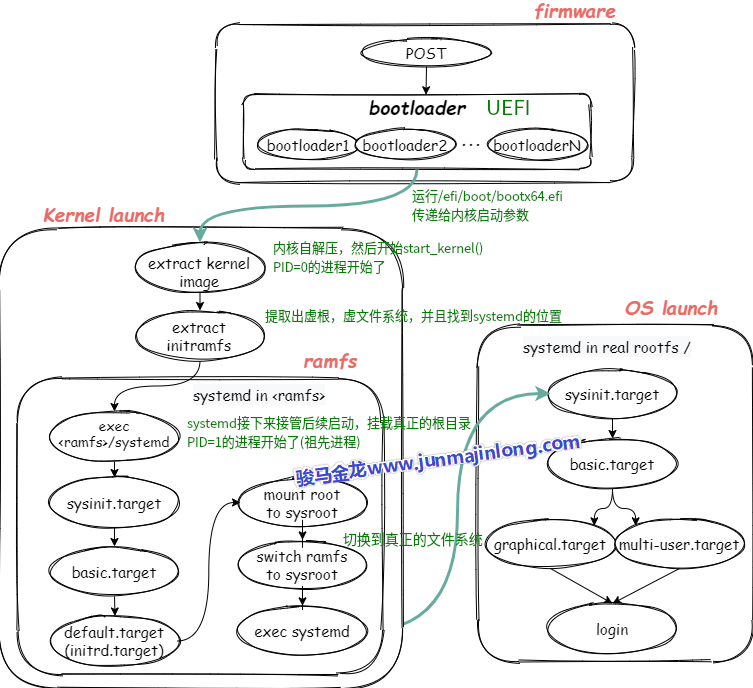 firmware
POST
bootloader UEFI
bootloader1 bootloader2 ··· bootloaderN
运行/efi/boot/bootx64.efi
传递给内核启动参数
Kernel launch
extract kernel
image
内核自解压，然后开始start_kernel()
PID=0的进程开始了
extract
initramfs
提取出虚根，虚文件系统，并且找到systemd的位置
ramfs
systemd in <ramfs>
exec
<ramfs>/systemd
systemd接下来接管后续启动，挂载真正的根目录
PID=1的进程开始了(祖先进程)
sysinit.target
basic.target
default.target
(initrd.target)
mount root
to sysroot
switch ramfs
to sysroot
exec systemd
切换到真正的文件系统
骏马金龙www.junmajinlong.com
OS launch
systemd in real rootfs /
sysinit.target
basic.target
graphical.target multi-user.target
login